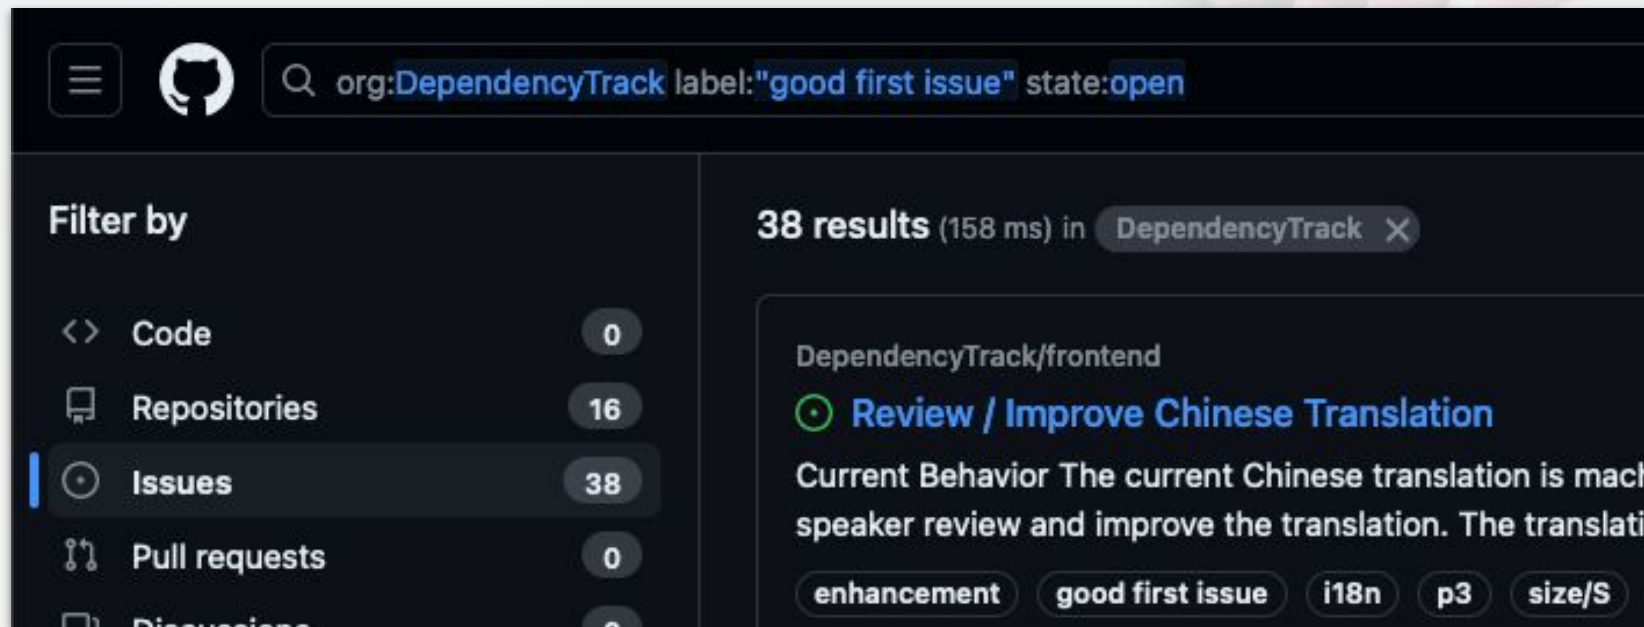 org:DependencyTrack label:"good first issue" state:open
Filter by
Code 0
Repositories 16
Issues 38
Pull requests 0
38 results (158 ms) in DependencyTrack
DependencyTrack/frontend
Review / Improve Chinese Translation
Current Behavior The current Chinese translation is
speaker review and improve the translation. The
enhancement good first issue i18n p3 size/S